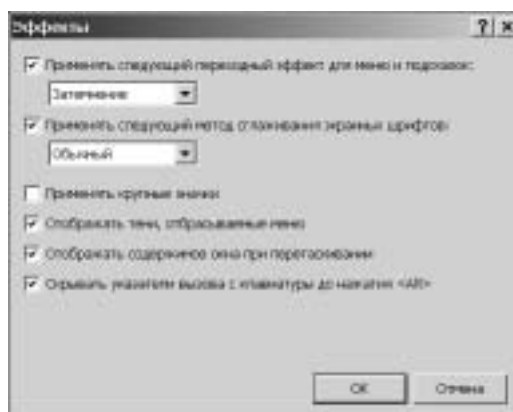 Эффекты
Применять следующий переходный эффект для меню и подсказок:
Затемнение
Применять следующий метод сглаживания экранных шрифтов:
Обычный
Применять крупные значки
Отображать тени, отбрасываемые меню
Отображать содержимое окна при перетаскивании
Скрывать указатели вызова с клавиатуры до нажатия <Alt>
ОК
Отмена